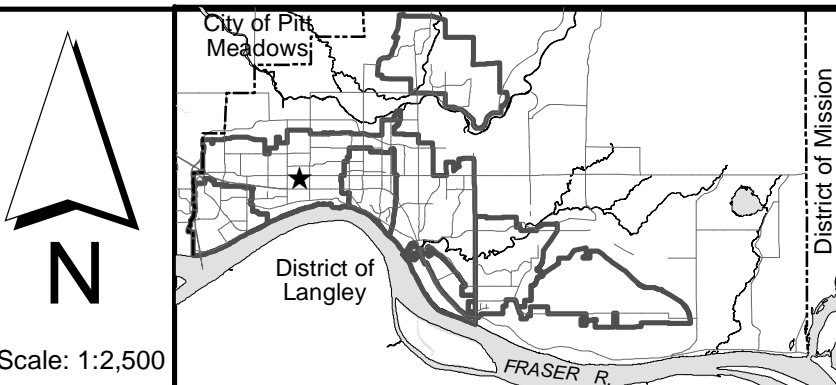 City of Pitt
Meadows
District of Mission
N
District of
Langley
Scale: 1:2,500
FRASER R.